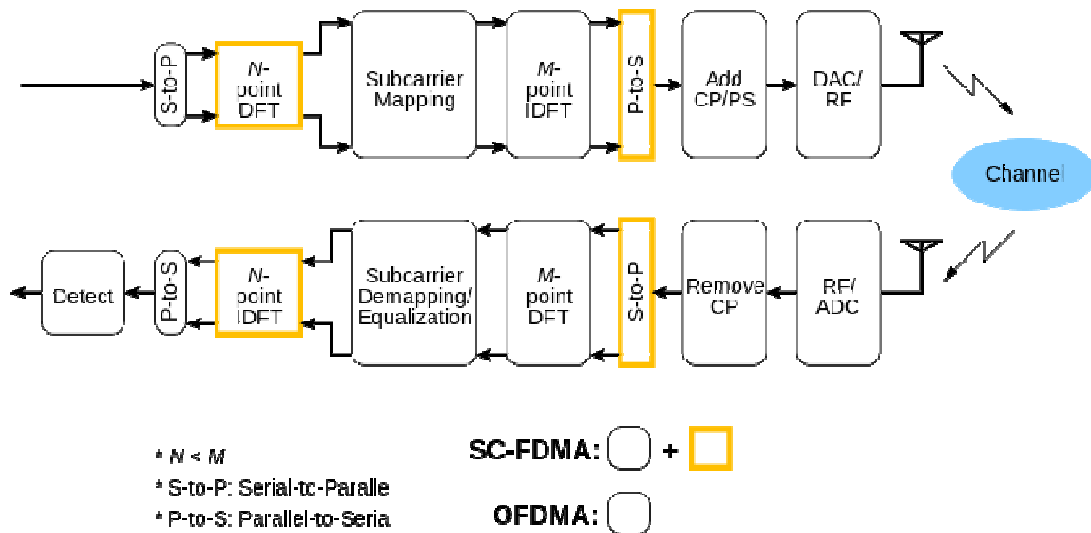 S-to-P
N-
point
DFT
Subcarrier
Mapping
M-
point
IDFT
P-to-S
Add
CP/PS
DAC/
RF
Channel
Detect
P-to-S
N-
point
IDFT
Subcarrier
Demapping/
Equalization
M-
point
DFT
S-to-P
Remove
CP
RF/
ADC
* N < M
* S-to-P: Serial-to-Paralle
* P-to-S: Parallel-to-Seria
SC-FDMA: +
OFDMA: